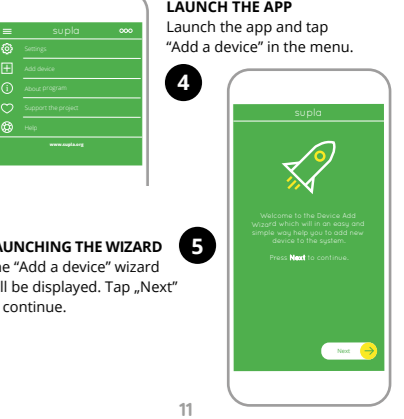 LAUNCH THE APP
Launch the app and tap
“Add a device” in the menu.
4
supla
Settings
Add device
About program
Support the project
Help
www.supla.org
5
AUNCHING THE WIZARD
e “Add a device” wizard
ll be displayed. Tap „Next”
continue.
supla
Welcome to the Device Add
Wizard which will in an easy and
simple way help you to add new
device to the system.
Press Next to continue.
Next
11